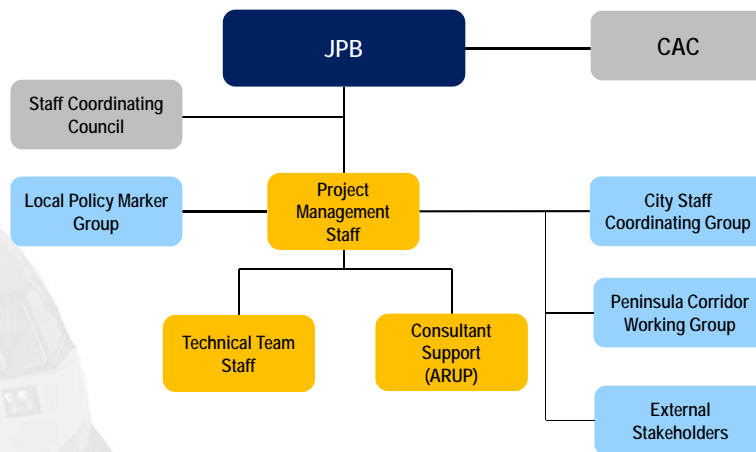 JPB
CAC
Staff Coordinating
Council
Local Policy Marker
Group
Project
Management
Staff
City Staff
Coordinating Group
Peninsula Corridor
Working Group
Technical Team
Staff
Consultant
Support
(ARUP)
External
Stakeholders